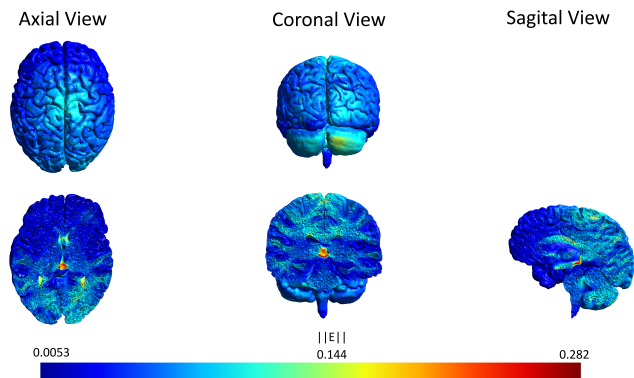 Axial View
Coronal View
Sagital View
||E||
0.0053
0.144
0.282